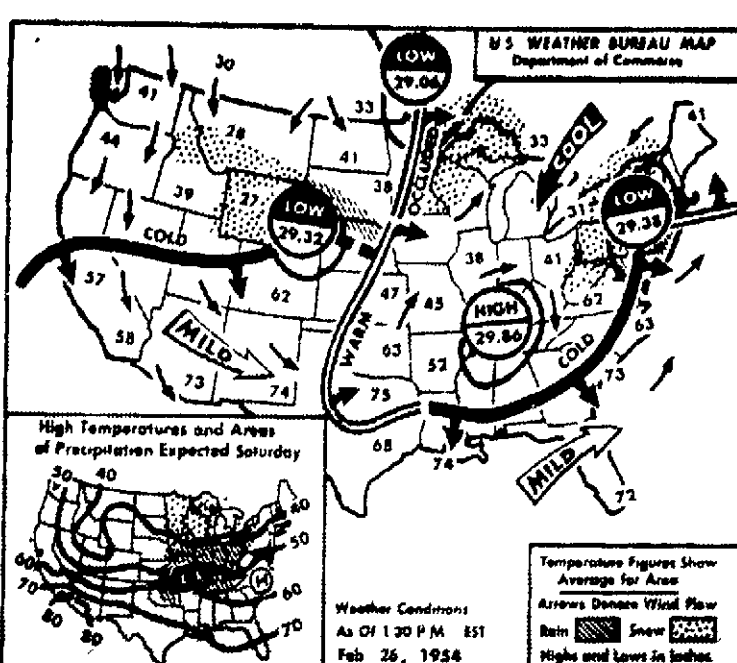 U S WEATHER BUREAU MAP
Department of Commerce
LOW
29.06
30
41
33
28
44
41
33
41
38
39
27
LOW
29.32
OCCLUDED
COOL
31
LOW
29.38
COLD
57
62
47
45
38
41
62
HIGH
29.86
63
58
MILD
WARM
63
52
COLD
73
73
74
75
68
74
MILD
72
High Temperatures and Areas
of Precipitation Expected Saturday
50
40
40
50
60
70
80
80
H
60
70
Weather Conditions
As Of 1 30 P M EST
Feb 26, 1954
Temperature Figures Show
Average for Area
Arrows Denote Wind Flow
Rain
Snow
Highs and Lows in Inches